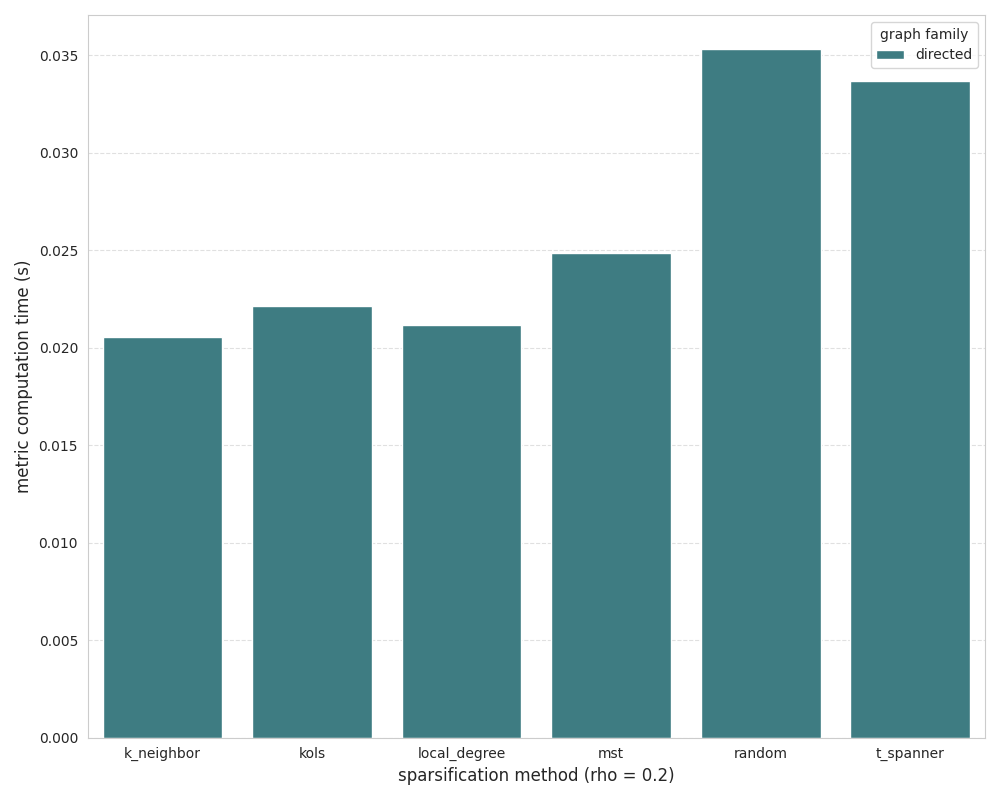 graph family
directed
metric computation time (s)
0.035
0.030
0.025
0.020
0.015
0.010
0.005
0.000
k_neighbor kols local_degree mst random t_spanner
sparsification method (rho = 0.2)